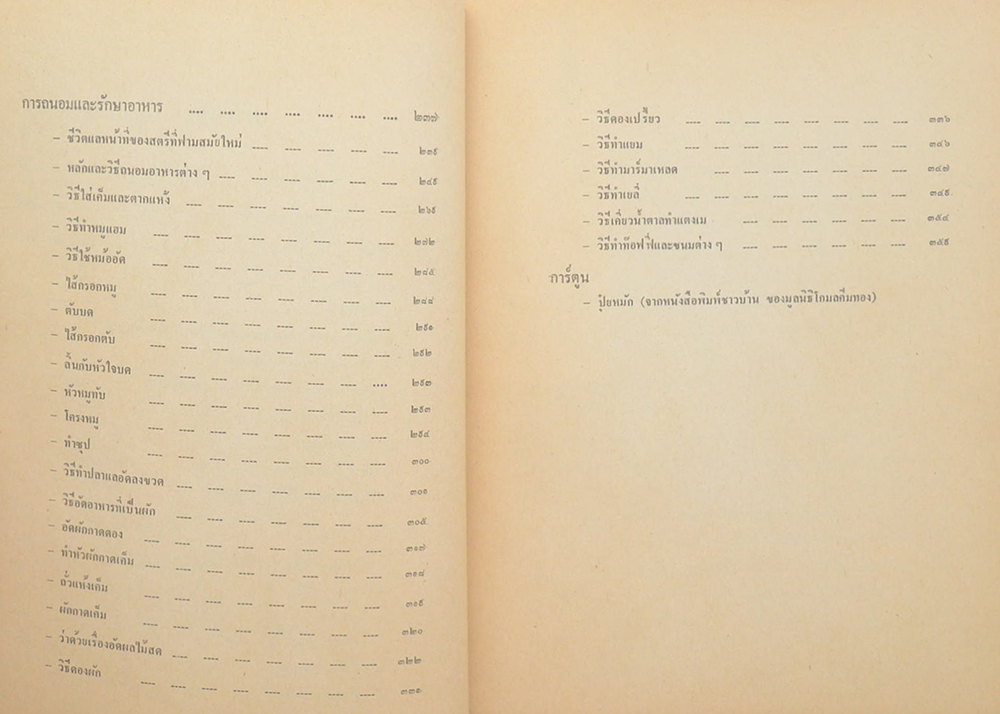 การถนอมและรักษาอาหาร .... .... .... .... .... .... .... ๒๓๗
– ชีวิตแลหน้าที่ของสตรีที่ฟามสมัยใหม่ ---- ---- ---- ---- ---- ๒๓๙
– หลักและวิธีถนอมอาหารต่าง ๆ ---- ---- ---- ---- ---- ---- ๒๔๙
– วิธีใส่เค็มและตากแห้ง ---- ---- ---- ---- ---- ---- ---- ๒๖๙
– วิธีทำหมูแฮม ---- ---- ---- ---- ---- ---- ---- ---- ๒๗๒
– วิธีใช้หม้ออัด ---- ---- ---- ---- ---- ---- ---- ---- ๒๘๕
– ไส้กรอกหมู ---- ---- ---- ---- ---- ---- ---- ---- ๒๘๘
– ตับบด ---- ---- ---- ---- ---- ---- ---- ---- ๒๙๑
– ไส้กรอกตับ ---- ---- ---- ---- ---- ---- ---- ---- ๒๙๒
– ลิ้นกับหัวใจบด ---- ---- ---- ---- ---- ---- ---- .... ๒๙๓
– หัวหมูทับ ---- ---- ---- ---- ---- ---- ---- ---- ๒๙๓
– โครงหมู ---- ---- ---- ---- ---- ---- ---- ---- ๒๙๔
– ทำซุป ---- ---- ---- ---- ---- ---- ---- ---- ๓๐๐
– วิธีทำปลาแลอัดลงขวด ---- ---- ---- ---- ---- ---- ---- ๓๐๑
– วิธีอัดอาหารที่เป็นผัก ---- ---- ---- ---- ---- ---- ---- ๓๐๕
– อัดผักกาดดอง ---- ---- ---- ---- ---- ---- ---- ---- ๓๑๗
– ทำหัวผักกาดเค็ม ---- ---- ---- ---- ---- ---- ---- ---- ๓๑๘
– ถั่วแห้งเค็ม ---- ---- ---- ---- ---- ---- ---- ---- ๓๑๙
– ผักกาดเค็ม ---- ---- ---- ---- ---- ---- ---- ---- ๓๒๐
– ว่าด้วยเรื่องอัดผลไม้สด ---- ---- ---- ---- ---- ---- ---- ๓๒๒
– วิธีดองผัก ---- ---- ---- ---- ---- ---- ---- ---- ๓๓๑
– วิธีดองเปรี้ยว ---- ---- ---- ---- ---- ---- ---- ---- ๓๓๖
– วิธีทำแยม ---- ---- ---- ---- ---- ---- ---- ---- ๓๔๖
– วิธีทำมาร์มาเหลด ---- ---- ---- ---- ---- ---- ---- ---- ๓๔๗
– วิธีทำเยลี่ ---- ---- ---- ---- ---- ---- ---- ---- ๓๔๙
– วิธีเคี่ยวน้ำตาลทำแตงเม ---- ---- ---- ---- ---- ---- ๓๕๔
– วิธีทำท๊อฟฟี่และขนมต่าง ๆ ---- ---- ---- ---- ---- ---- ๓๕๙
การ์ตูน
– ปุ๋ยหมัก (จากหนังสือพิมพ์ชาวบ้าน ของมูลนิธิโกมลคีมทอง)